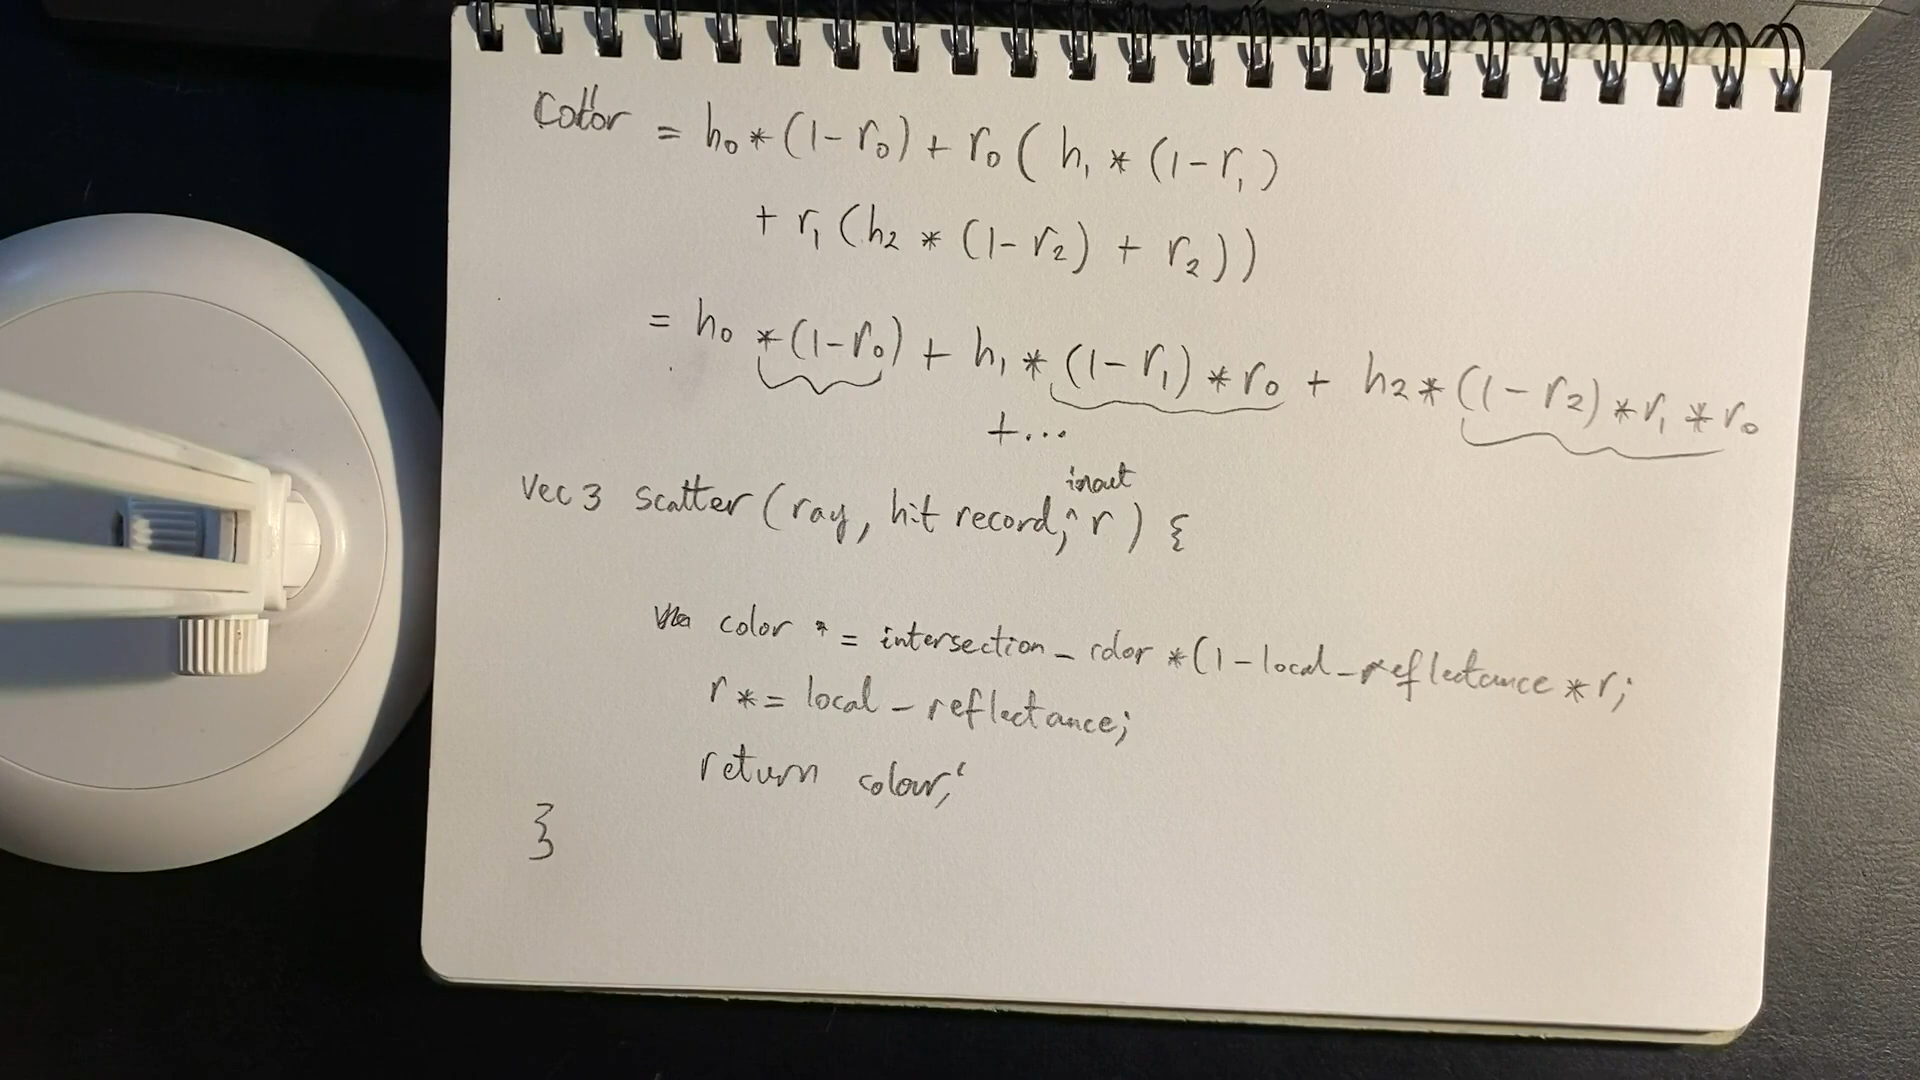 Color = h₀*(1-r₀) + r₀( h₁ * (1-r₁)
+ r₁ (h₂ * (1-r₂) + r₂))
= h₀ *(1-r₀) + h₁ * (1-r₁) * r₀ + h₂*(1-r₂)*r₁ * r₀
+...
inout
vec3 scatter(ray, hit record, ^ r) {
color *= intersection_color *(1-local_reflectance * r;
r *= local_reflectance;
return colour;
}